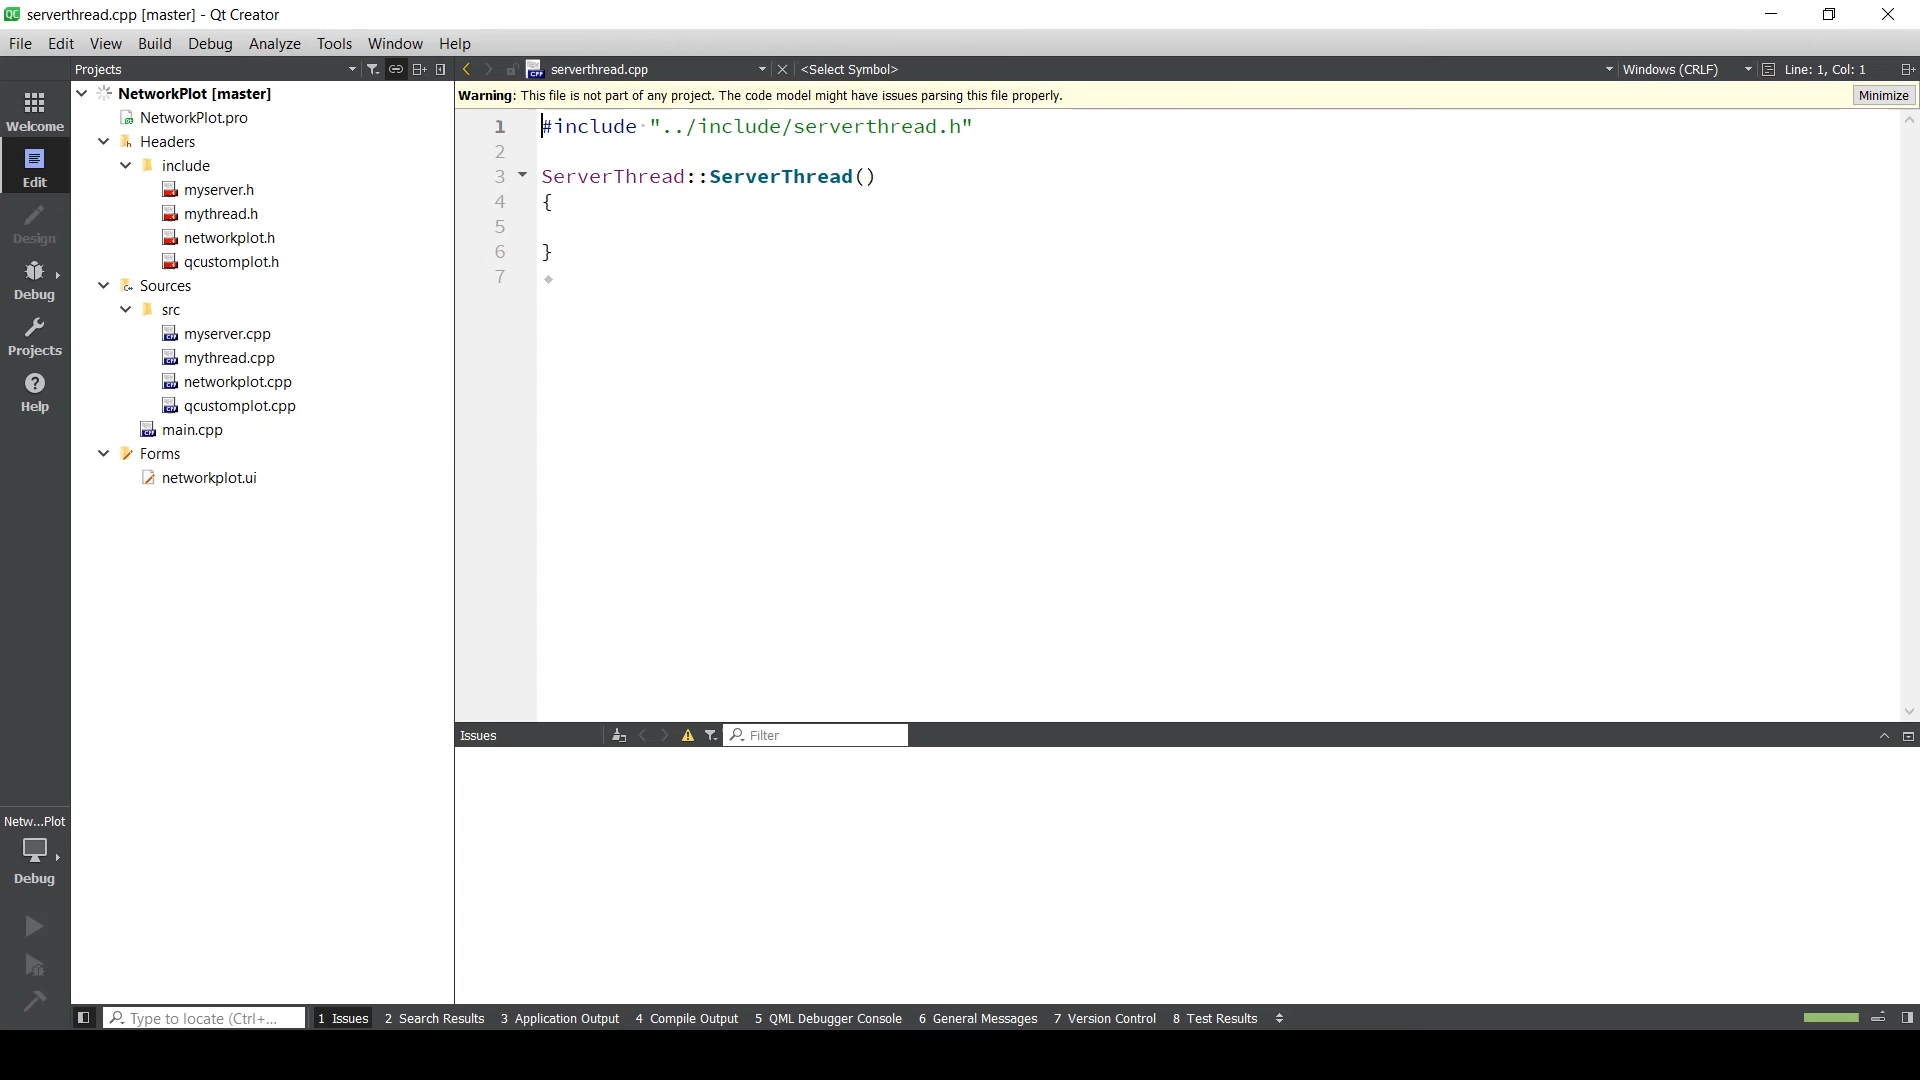 serverthread.cpp [master] - Qt Creator
File Edit View Build Debug Analyze Tools Window Help
Projects
serverthread.cpp
<Select Symbol>
Windows (CRLF)
Line: 1, Col: 1
Warning: This file is not part of any project. The code model might have issues parsing this file properly.
Minimize
Welcome
Edit
Design
Debug
Projects
Help
NetworkPlot [master]
NetworkPlot.pro
Headers
include
myserver.h
mythread.h
networkplot.h
qcustomplot.h
Sources
src
myserver.cpp
mythread.cpp
networkplot.cpp
qcustomplot.cpp
main.cpp
Forms
networkplot.ui
1 #include "../include/serverthread.h"
2
3 ServerThread::ServerThread()
4 {
5
6 }
7
Issues
Filter
Netw...Plot
Debug
Type to locate (Ctrl+...
1 Issues 2 Search Results 3 Application Output 4 Compile Output 5 QML Debugger Console 6 General Messages 7 Version Control 8 Test Results